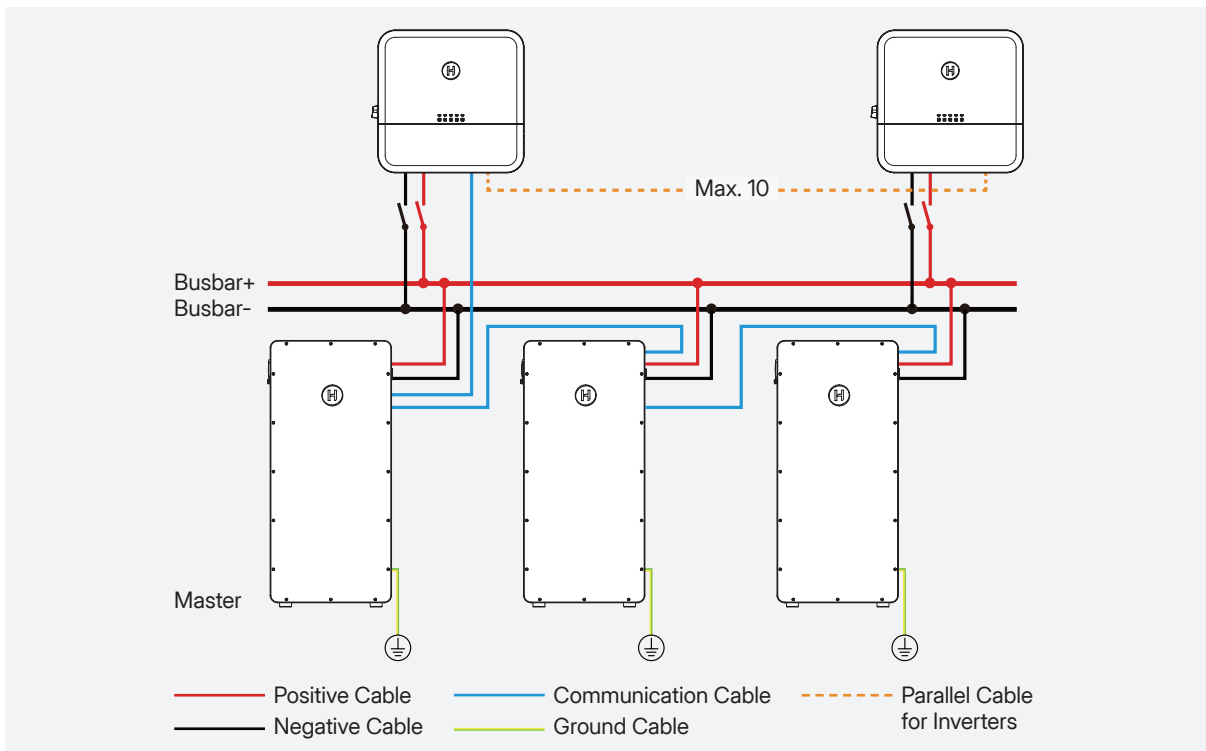 Max. 10
Busbar+
Busbar-
Master
Positive Cable
Communication Cable
Parallel Cable
for Inverters
Negative Cable
Ground Cable